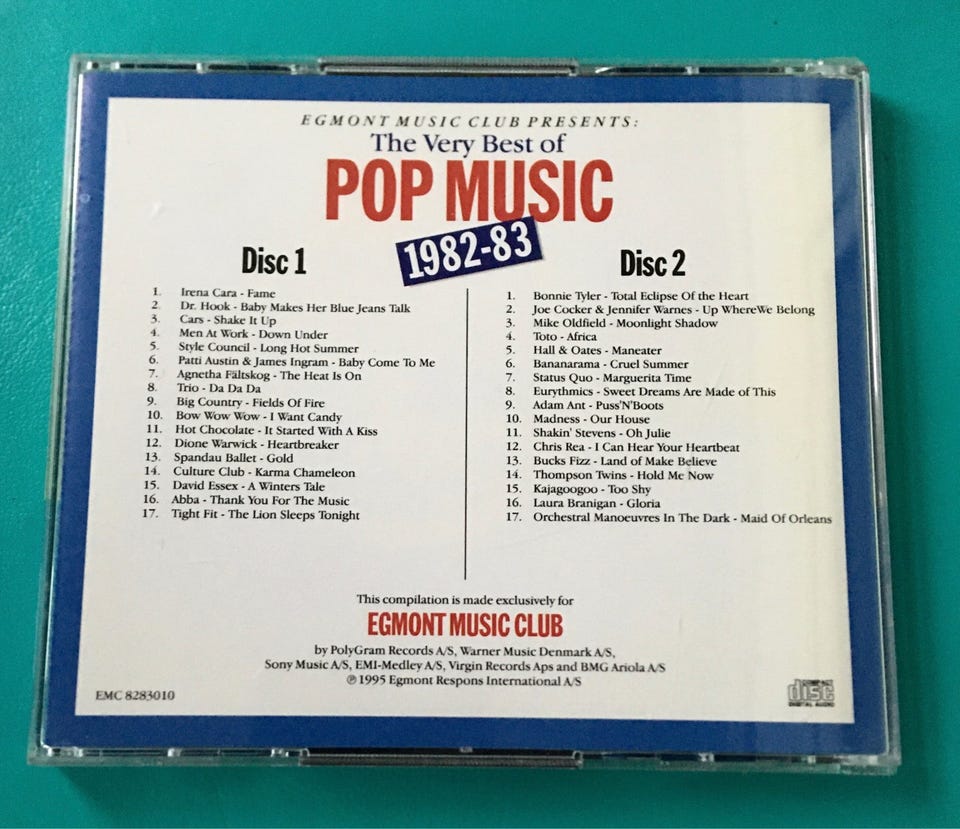 EGMONT MUSIC CLUB PRESENTS:
The Very Best of
POP MUSIC
1982-83
Disc 1
1. Irena Cara - Fame
2. Dr. Hook - Baby Makes Her Blue Jeans Talk
3. Cars - Shake It Up
4. Men At Work - Down Under
5. Style Council - Long Hot Summer
6. Patti Austin & James Ingram - Baby Come To Me
7. Agnetha Fältskog - The Heat Is On
8. Trio - Da Da Da
9. Big Country - Fields Of Fire
10. Bow Wow Wow - I Want Candy
11. Hot Chocolate - It Started With A Kiss
12. Dione Warwick - Heartbreaker
13. Spandau Ballet - Gold
14. Culture Club - Karma Chameleon
15. David Essex - A Winters Tale
16. Abba - Thank You For The Music
17. Tight Fit - The Lion Sleeps Tonight
Disc 2
1. Bonnie Tyler - Total Eclipse Of the Heart
2. Joe Cocker & Jennifer Warnes - Up WhereWe Belong
3. Mike Oldfield - Moonlight Shadow
4. Toto - Africa
5. Hall & Oates - Maneater
6. Bananarama - Cruel Summer
7. Status Quo - Marguerita Time
8. Eurythmics - Sweet Dreams Are Made of This
9. Adam Ant - Puss'N'Boots
10. Madness - Our House
11. Shakin' Stevens - Oh Julie
12. Chris Rea - I Can Hear Your Heartbeat
13. Bucks Fizz - Land of Make Believe
14. Thompson Twins - Hold Me Now
15. Kajagoogoo - Too Shy
16. Laura Branigan - Gloria
17. Orchestral Manoeuvres In The Dark - Maid Of Orleans
This compilation is made exclusively for
EGMONT MUSIC CLUB
by PolyGram Records A/S, Warner Music Denmark A/S,
Sony Music A/S, EMI-Medley A/S, Virgin Records Aps and BMG Ariola A/S
℗ 1995 Egmont Respons International A/S
EMC 8283010
COMPACT
disc
DIGITAL AUDIO